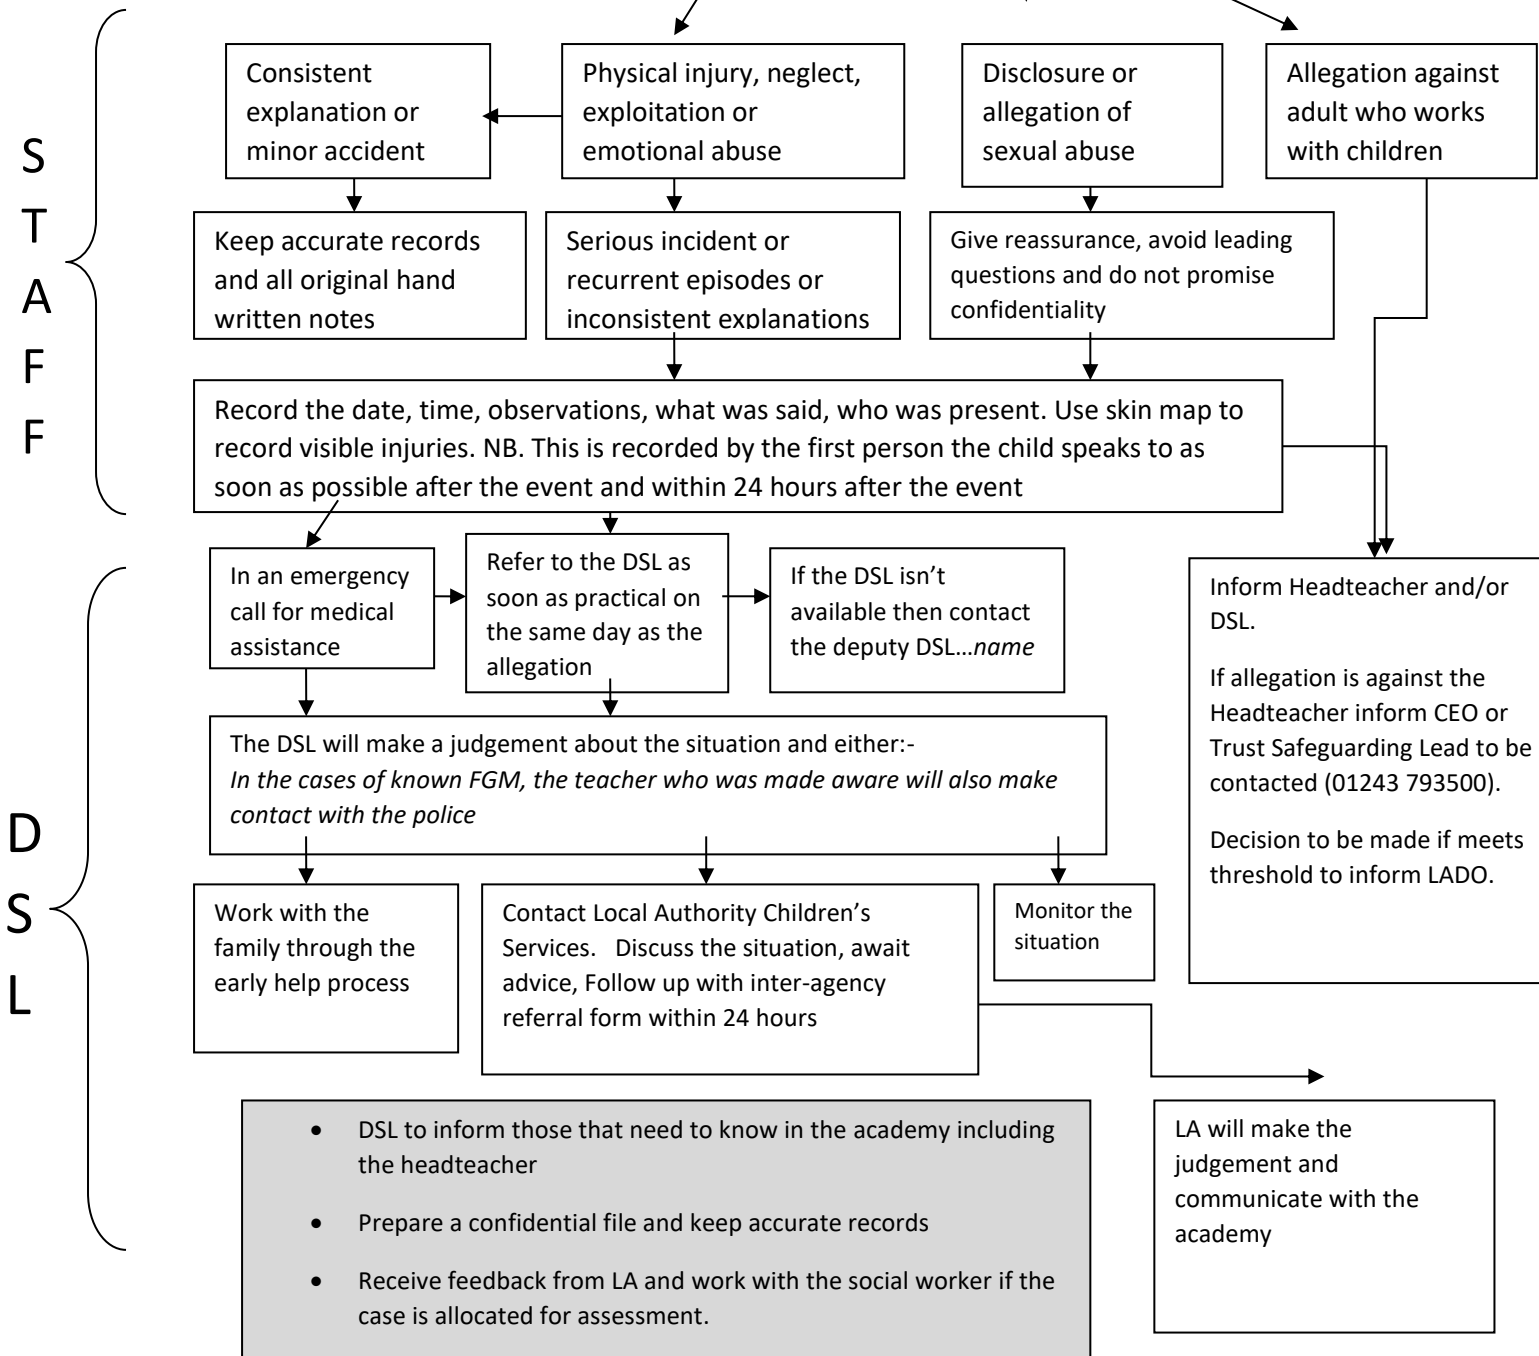 Consistent
explanation or
minor accident
Physical injury, neglect,
exploitation or
emotional abuse
Disclosure or
allegation of
sexual abuse
Allegation against
adult who works
with children
S
T
A
F
F
Keep accurate records
and all original hand
written notes
Serious incident or
recurrent episodes or
inconsistent explanations
Give reassurance, avoid leading
questions and do not promise
confidentiality
Record the date, time, observations, what was said, who was present. Use skin map to
record visible injuries. NB. This is recorded by the first person the child speaks to as
soon as possible after the event and within 24 hours after the event
In an emergency
call for medical
assistance
Refer to the DSL as
soon as practical on
the same day as the
allegation
If the DSL isn’t
available then contact
the deputy DSL…name
Inform Headteacher and/or
DSL.
If allegation is against the
Headteacher inform CEO or
Trust Safeguarding Lead to be
contacted (01243 793500).
Decision to be made if meets
threshold to inform LADO.
The DSL will make a judgement about the situation and either:-
In the cases of known FGM, the teacher who was made aware will also make
contact with the police
D
S
L
Work with the
family through the
early help process
Contact Local Authority Children’s
Services.   Discuss the situation, await
advice, Follow up with inter-agency
referral form within 24 hours
Monitor the
situation
• DSL to inform those that need to know in the academy including
the headteacher
• Prepare a confidential file and keep accurate records
• Receive feedback from LA and work with the social worker if the
case is allocated for assessment.
LA will make the
judgement and
communicate with the
academy